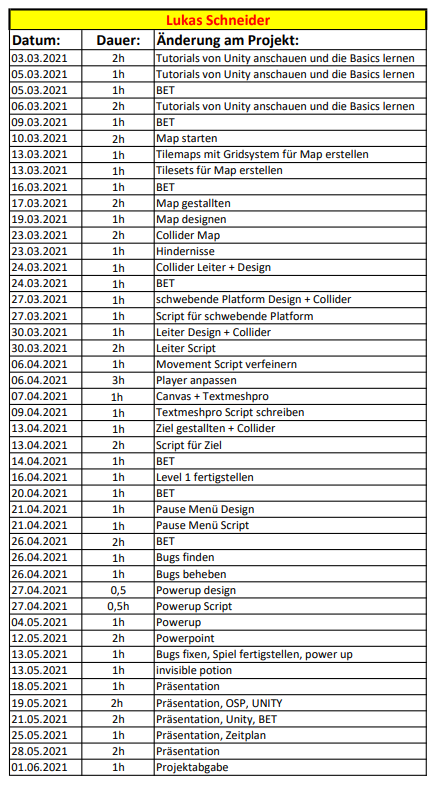 Lukas Schneider
Datum: Dauer: Änderung am Projekt:
03.03.2021 2h Tutorials von Unity anschauen und die Basics lernen
05.03.2021 1h Tutorials von Unity anschauen und die Basics lernen
05.03.2021 1h BET
06.03.2021 2h Tutorials von Unity anschauen und die Basics lernen
09.03.2021 1h BET
10.03.2021 2h Map starten
13.03.2021 1h Tilemaps mit Gridsystem für Map erstellen
13.03.2021 1h Tilesets für Map erstellen
16.03.2021 1h BET
17.03.2021 2h Map gestallten
19.03.2021 1h Map designen
23.03.2021 2h Collider Map
23.03.2021 1h Hindernisse
24.03.2021 1h Collider Leiter + Design
24.03.2021 1h BET
27.03.2021 1h schwebende Platform Design + Collider
27.03.2021 1h Script für schwebende Platform
30.03.2021 1h Leiter Design + Collider
30.03.2021 2h Leiter Script
06.04.2021 1h Movement Script verfeinern
06.04.2021 3h Player anpassen
07.04.2021 1h Canvas + Textmeshpro
09.04.2021 1h Textmeshpro Script schreiben
13.04.2021 1h Ziel gestallten + Collider
13.04.2021 2h Script für Ziel
14.04.2021 1h BET
16.04.2021 1h Level 1 fertigstellen
20.04.2021 1h BET
21.04.2021 1h Pause Menü Design
21.04.2021 1h Pause Menü Script
26.04.2021 2h BET
26.04.2021 1h Bugs finden
26.04.2021 1h Bugs beheben
27.04.2021 0,5 Powerup design
27.04.2021 0,5h Powerup Script
04.05.2021 1h Powerup
12.05.2021 2h Powerpoint
13.05.2021 1h Bugs fixen, Spiel fertigstellen, power up
13.05.2021 1h invisible potion
18.05.2021 1h Präsentation
19.05.2021 2h Präsentation, OSP, UNITY
21.05.2021 2h Präsentation, Unity, BET
25.05.2021 1h Präsentation, Zeitplan
28.05.2021 2h Präsentation
01.06.2021 1h Projektabgabe